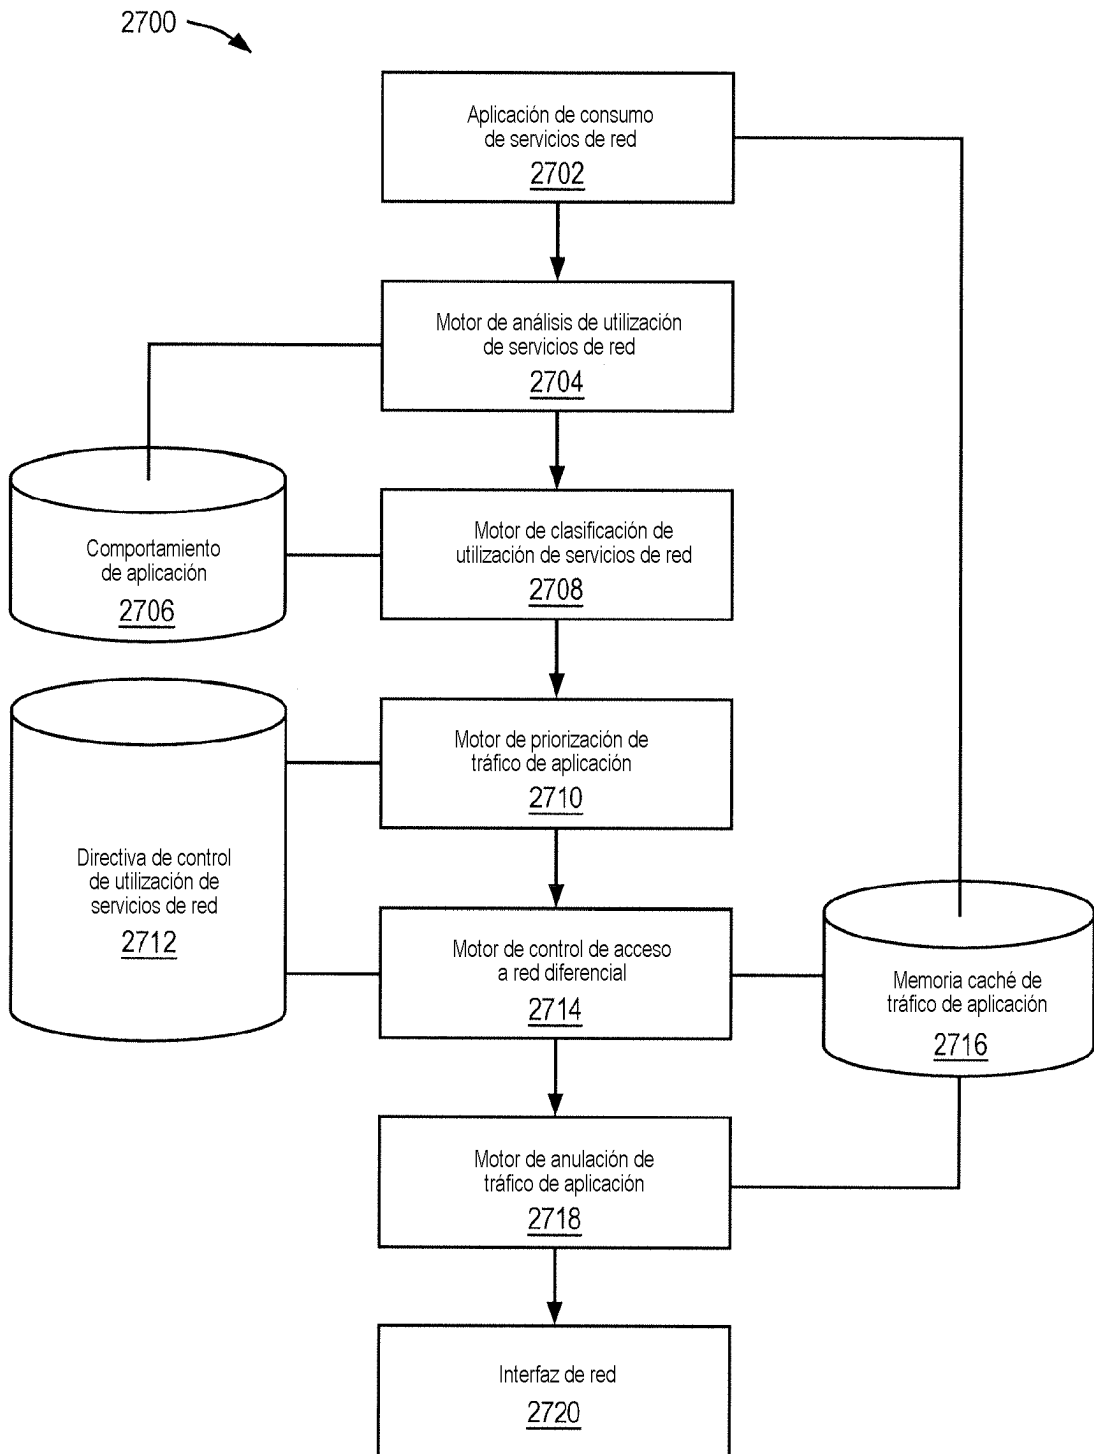 2700
Aplicación de consumo
de servicios de red
2702
Motor de análisis de utilización
de servicios de red
2704
Comportamiento
de aplicación
2706
Motor de clasificación de
utilización de servicios de red
2708
Motor de priorización de
tráfico de aplicación
2710
Directiva de control
de utilización de
servicios de red
2712
Motor de control de acceso
a red diferencial
2714
Memoria caché de
tráfico de aplicación
2716
Motor de anulación de
tráfico de aplicación
2718
Interfaz de red
2720